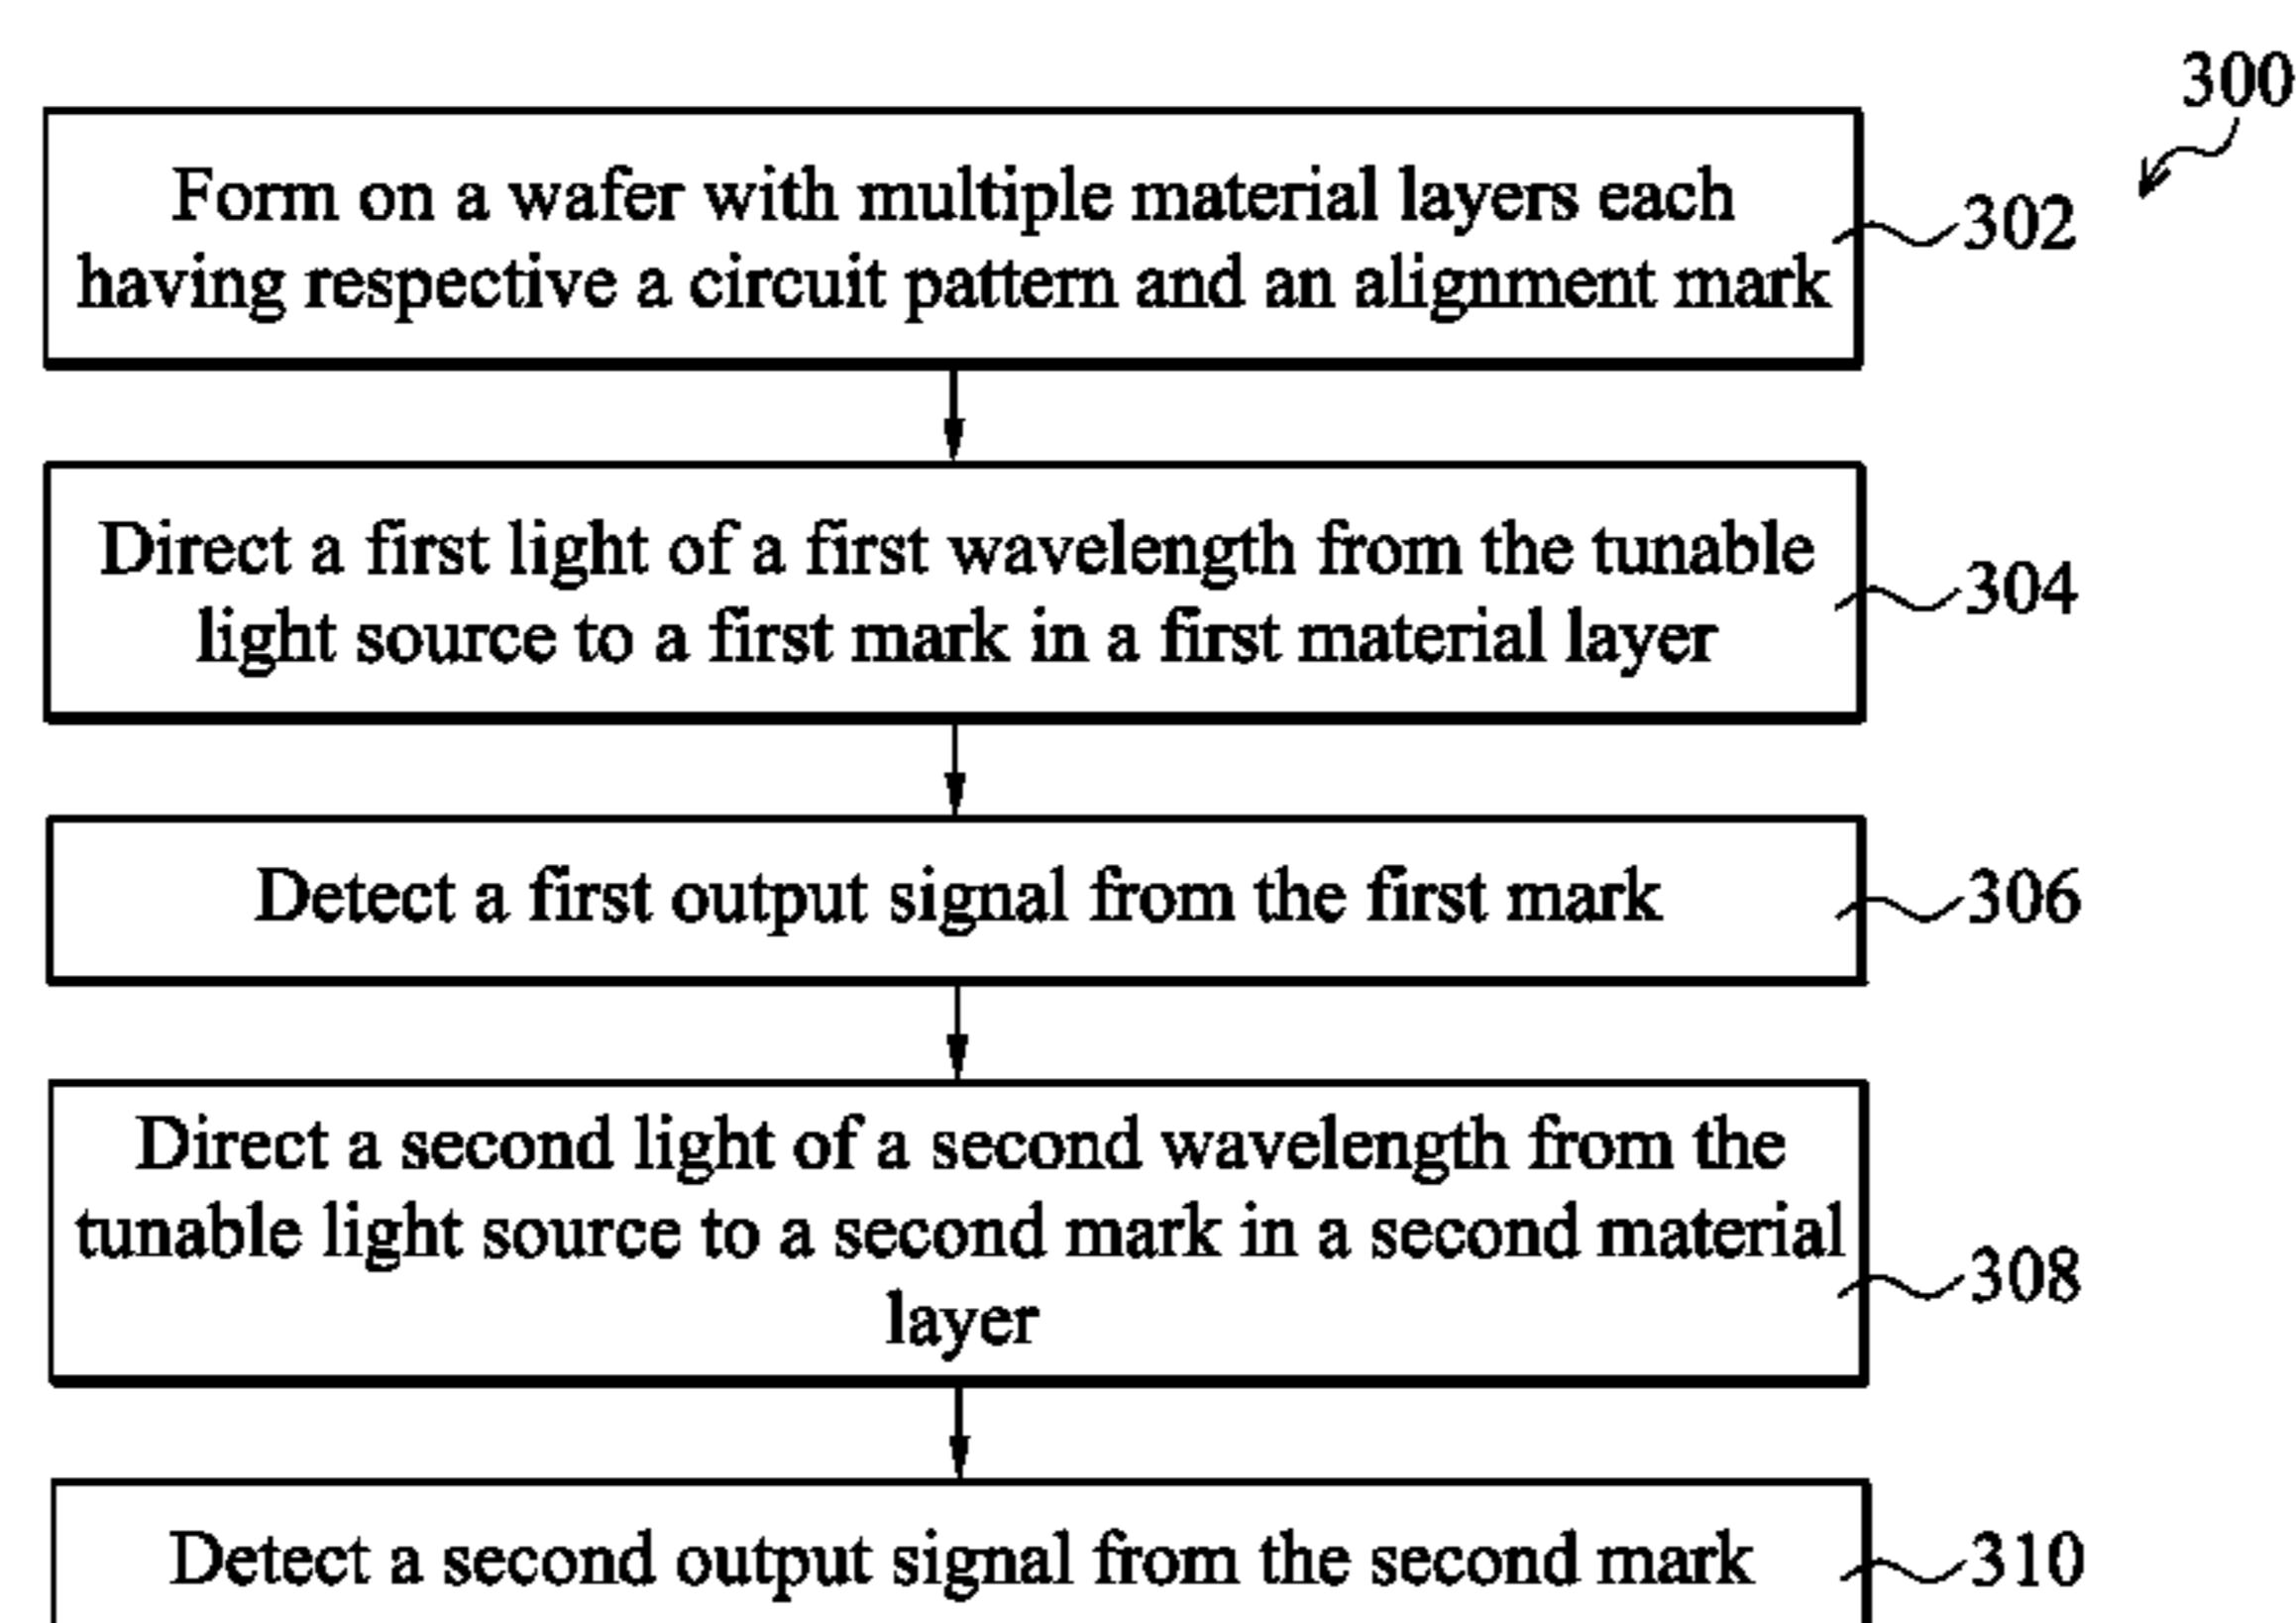 300
Form on a wafer with multiple material layers each
having respective a circuit pattern and an alignment mark
302
Direct a first light of a first wavelength from the tunable
light source to a first mark in a first material layer
304
Detect a first output signal from the first mark
306
Direct a second light of a second wavelength from the
tunable light source to a second mark in a second material
layer
308
Detect a second output signal from the second mark
310